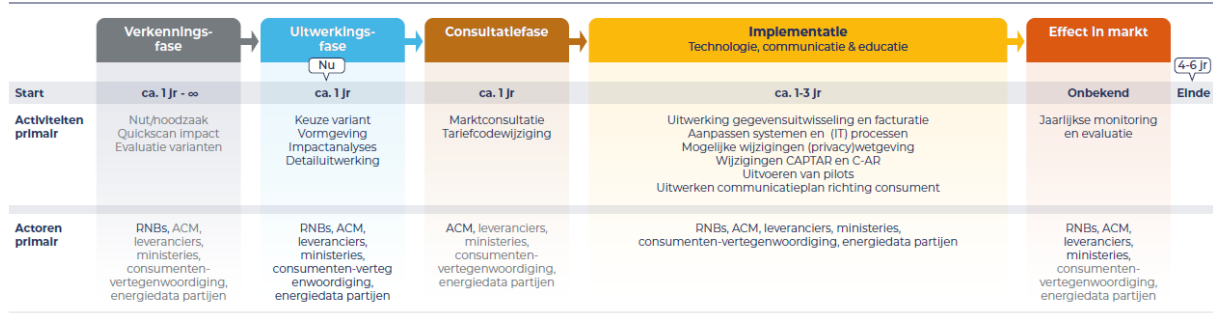 Verkennings-
fase
Uitwerkings-
fase
Consultatiefase
Implementatie
Technologie, communicatie & educatie
Effect in markt
Nu
4-6 jr
Start
ca. 1 jr - ∞
ca. 1 jr
ca. 1 jr
ca. 1-3 jr
Onbekend
Einde
Activiteiten
primair
Nut/noodzaak
Quickscan impact
Evaluatie varianten
Keuze variant
Vormgeving
Impactanalyses
Detailuitwerking
Marktconsultatie
Tariefcodewijziging
Uitwerking gegevensuitwisseling en facturatie
Aanpassen systemen en (IT) processen
Mogelijke wijzigingen (privacy)wetgeving
Wijzigingen CAPTAR en C-AR
Uitvoeren van pilots
Uitwerken communicatieplan richting consument
Jaarlijkse monitoring
en evaluatie
Actoren
primair
RNBs, ACM,
leveranciers,
ministeries,
consumenten-
vertegenwoordiging,
energiedata partijen
RNBs, ACM,
leveranciers,
ministeries,
consumenten-verteg
enwoordiging,
energiedata partijen
ACM, leveranciers,
ministeries,
consumenten-
vertegenwoordiging,
energiedata partijen
RNBs, ACM, leveranciers, ministeries,
consumenten-vertegenwoordiging, energiedata partijen
RNBs, ACM,
leveranciers,
ministeries,
consumenten-
vertegenwoordiging,
energiedata partijen